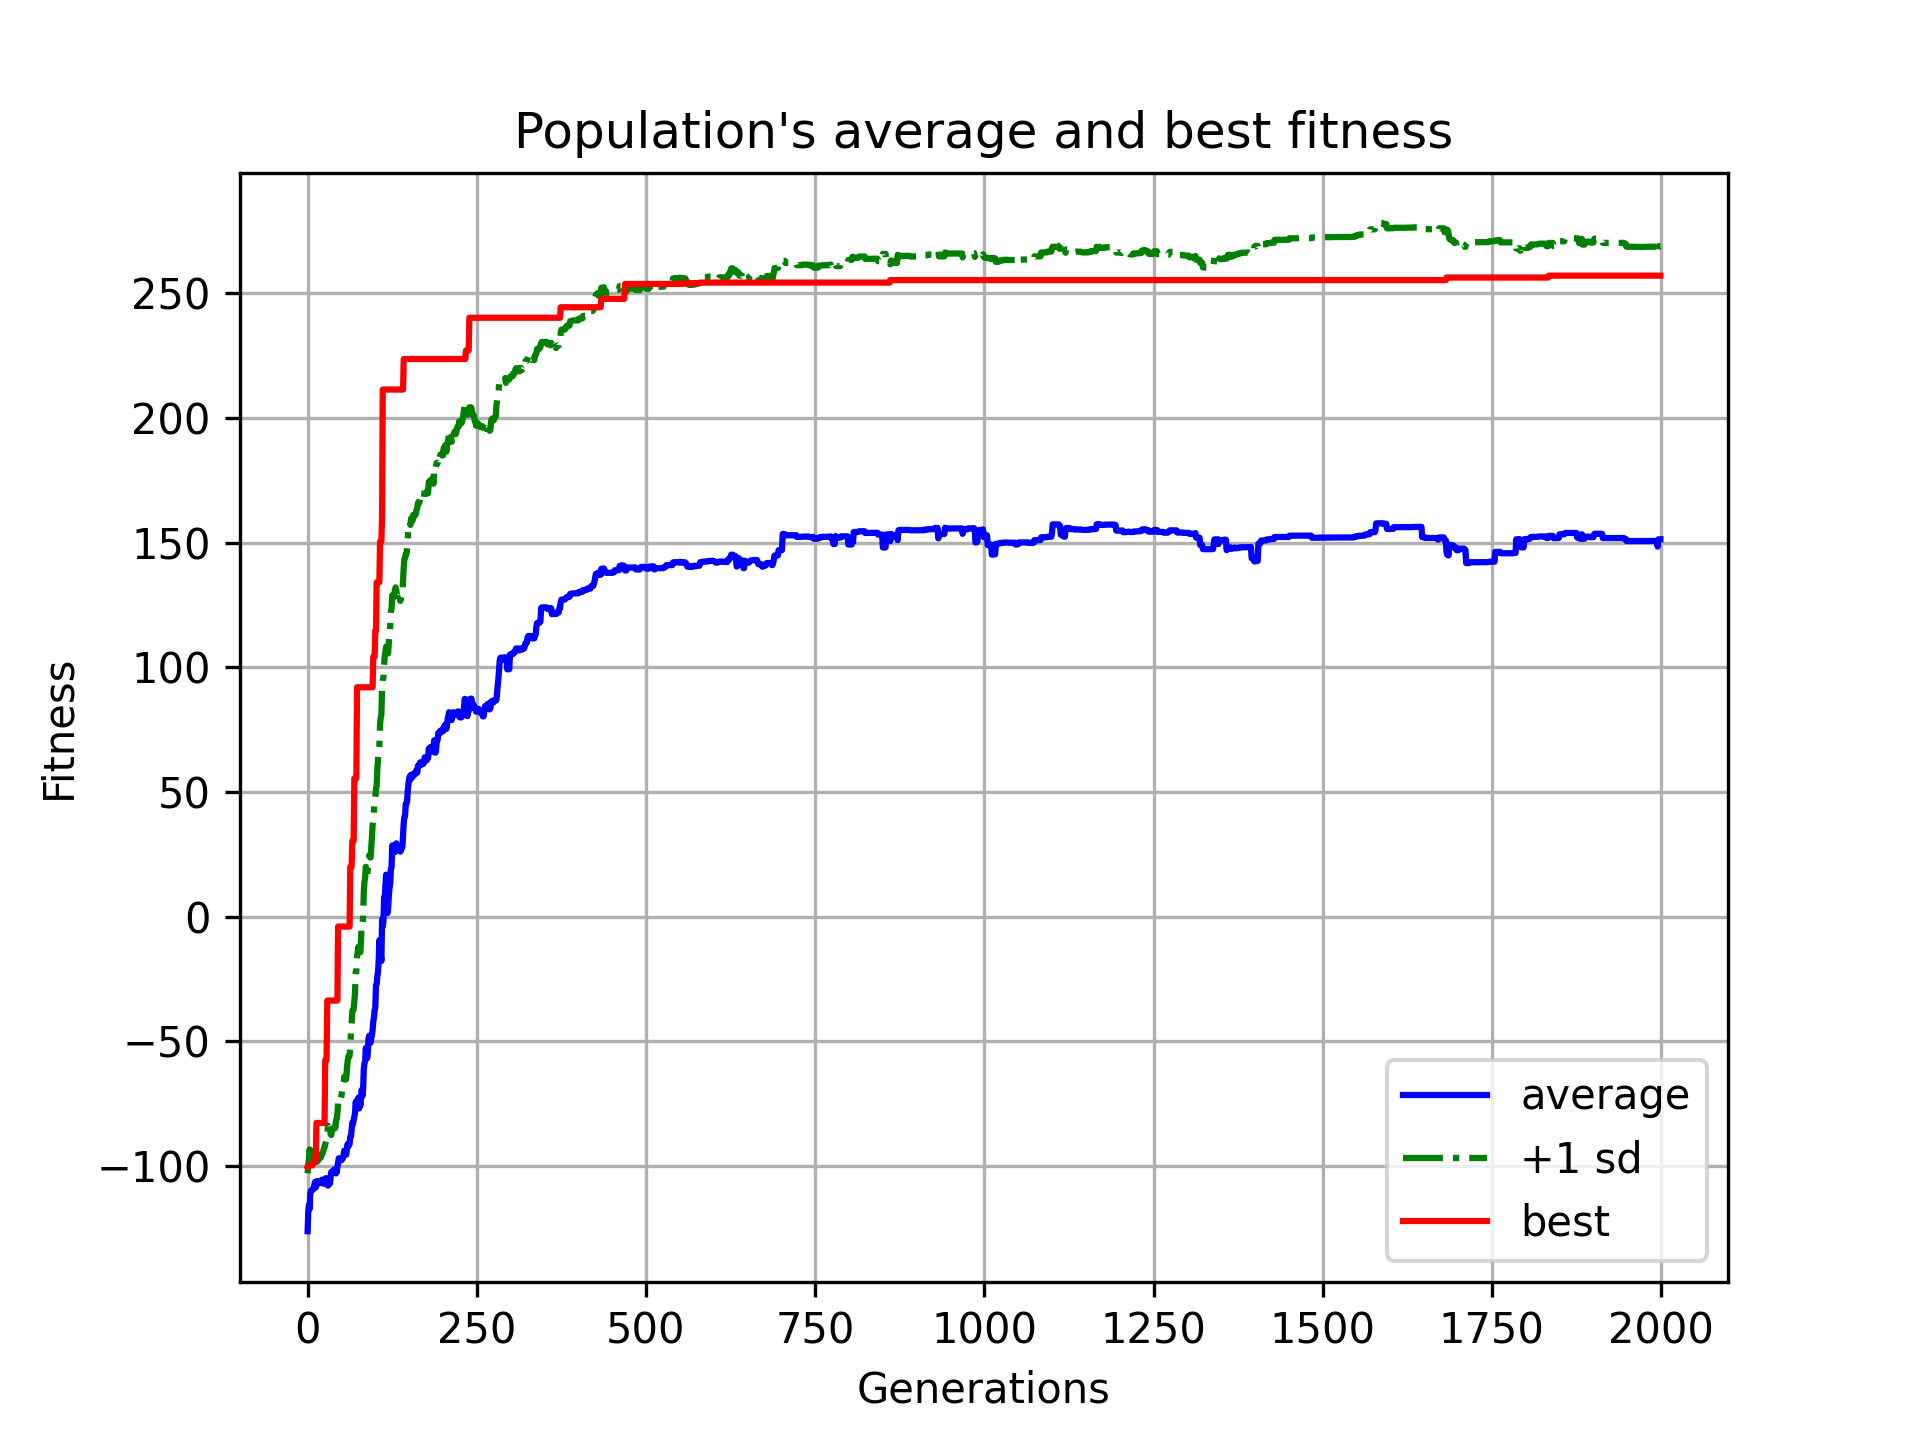 Population's average and best fitness
Fitness
250
200
150
100
50
0
−50
−100
0 250 500 750 1000 1250 1500 1750 2000
Generations
average
+1 sd
best